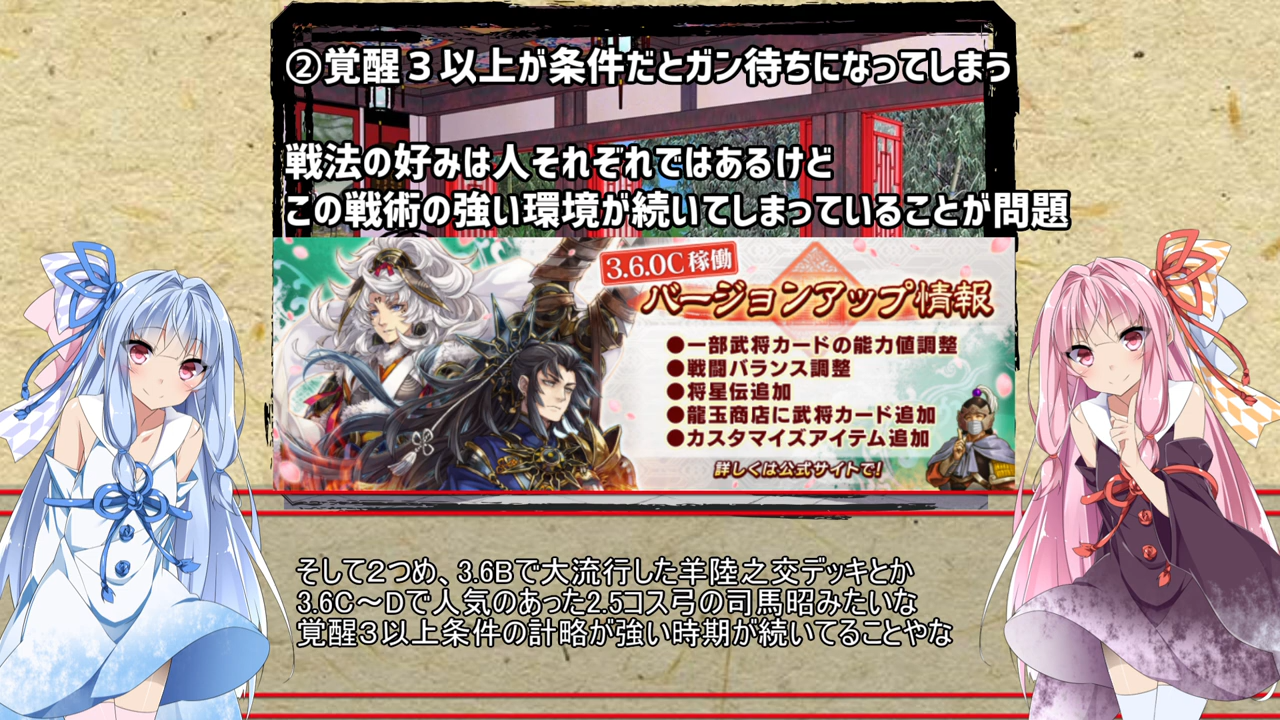 ②覚醒３以上が条件だとガン待ちになってしまう
戦法の好みは人それぞれではあるけど
この戦術の強い環境が続いてしまっていることが問題
3.6.0C 稼働
バージョンアップ情報
●一部武将カードの能力値調整
●戦闘バランス調整
●将星伝追加
●龍玉商店に武将カード追加
●カスタマイズアイテム追加
詳しくは公式サイトで!
そして２つめ、3.6Bで大流行した羊陸之交デッキとか
3.6C～Dで人気のあった2.5コス弓の司馬昭みたいな
覚醒３以上条件の計略が強い時期が続いてることやな